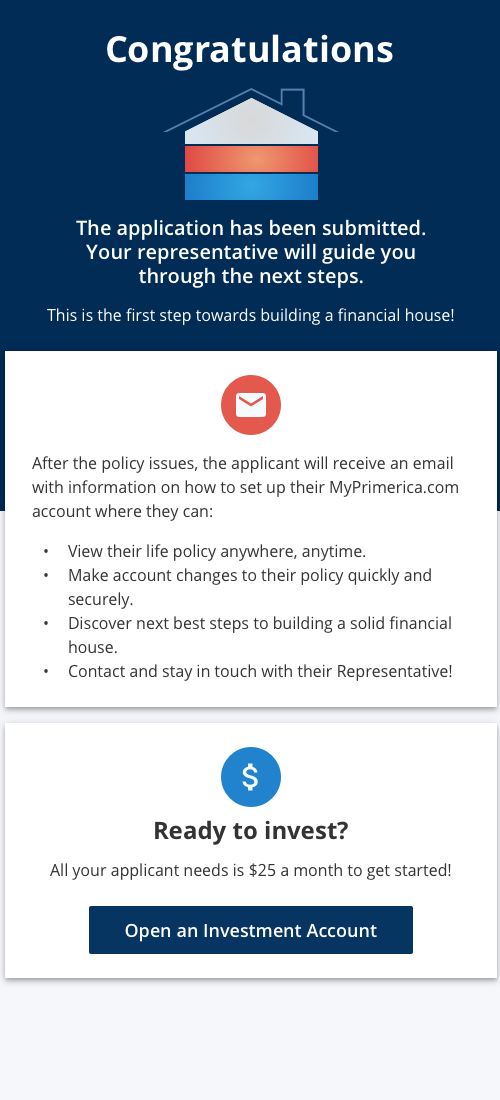 Congratulations
The application has been submitted.
Your representative will guide you
through the next steps.
This is the first step towards building a financial house!
After the policy issues, the applicant will receive an email
with information on how to set up their MyPrimerica.com
account where they can:
• View their life policy anywhere, anytime.
• Make account changes to their policy quickly and
securely.
• Discover next best steps to building a solid financial
house.
• Contact and stay in touch with their Representative!
$
Ready to invest?
All your applicant needs is $25 a month to get started!
Open an Investment Account